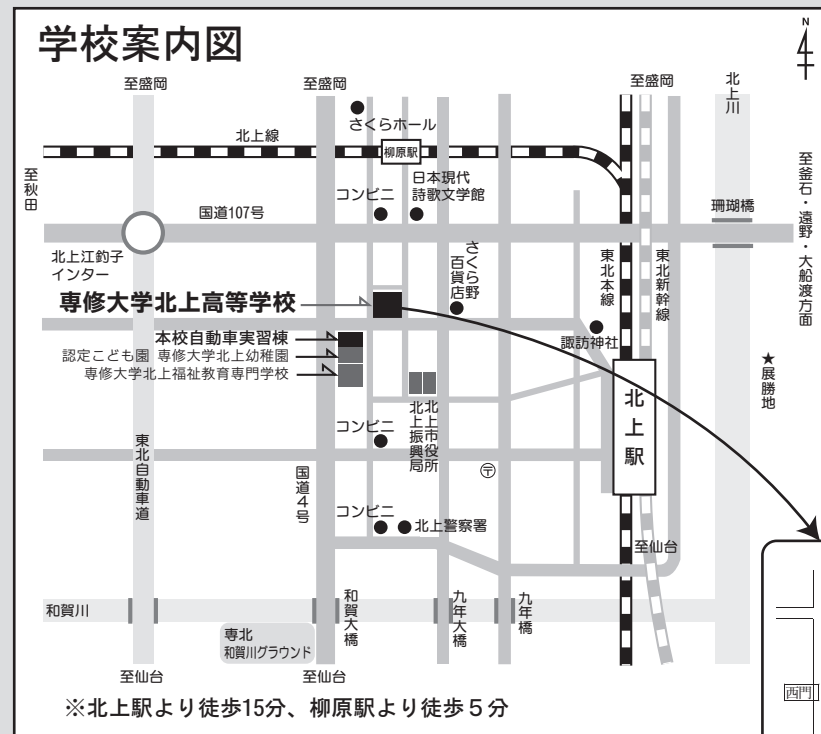 学校案内図
N
至盛岡
至盛岡
至盛岡
北上川
さくらホール
北上線
柳原駅
至秋田
日本現代
詩歌文学館
コンビニ
国道107号
珊瑚橋
至釜石・遠野・大船渡方面
北上江釣子
インター
さくら野
百貨店
東北本線
東北新幹線
専修大学北上高等学校
本校自動車実習棟
認定こども園 専修大学北上幼稚園
専修大学北上福祉教育専門学校
諏訪神社
★展勝地
北上駅
コンビニ
北上市役所
北上振興局
東北自動車道
国道4号
〒
コンビニ
北上警察署
至仙台
和賀川
和賀大橋
九年大橋
九年橋
専北
和賀川グラウンド
西門
至仙台
至仙台
※北上駅より徒歩15分、柳原駅より徒歩５分